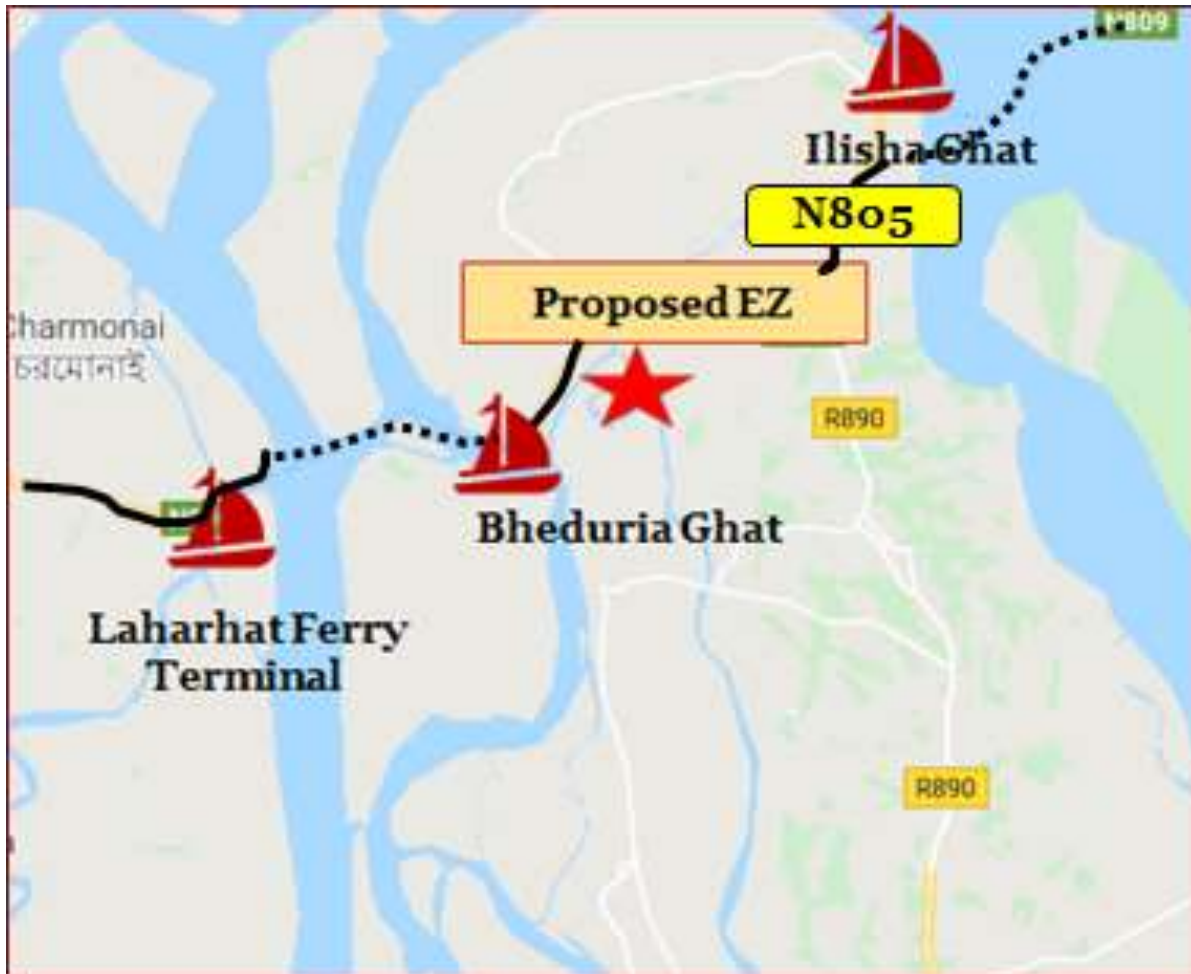 N809
Ilisha Ghat
N805
Proposed EZ
Charmonai
চরমোনাই
R890
Bheduria Ghat
Laharhat Ferry
Terminal
R890